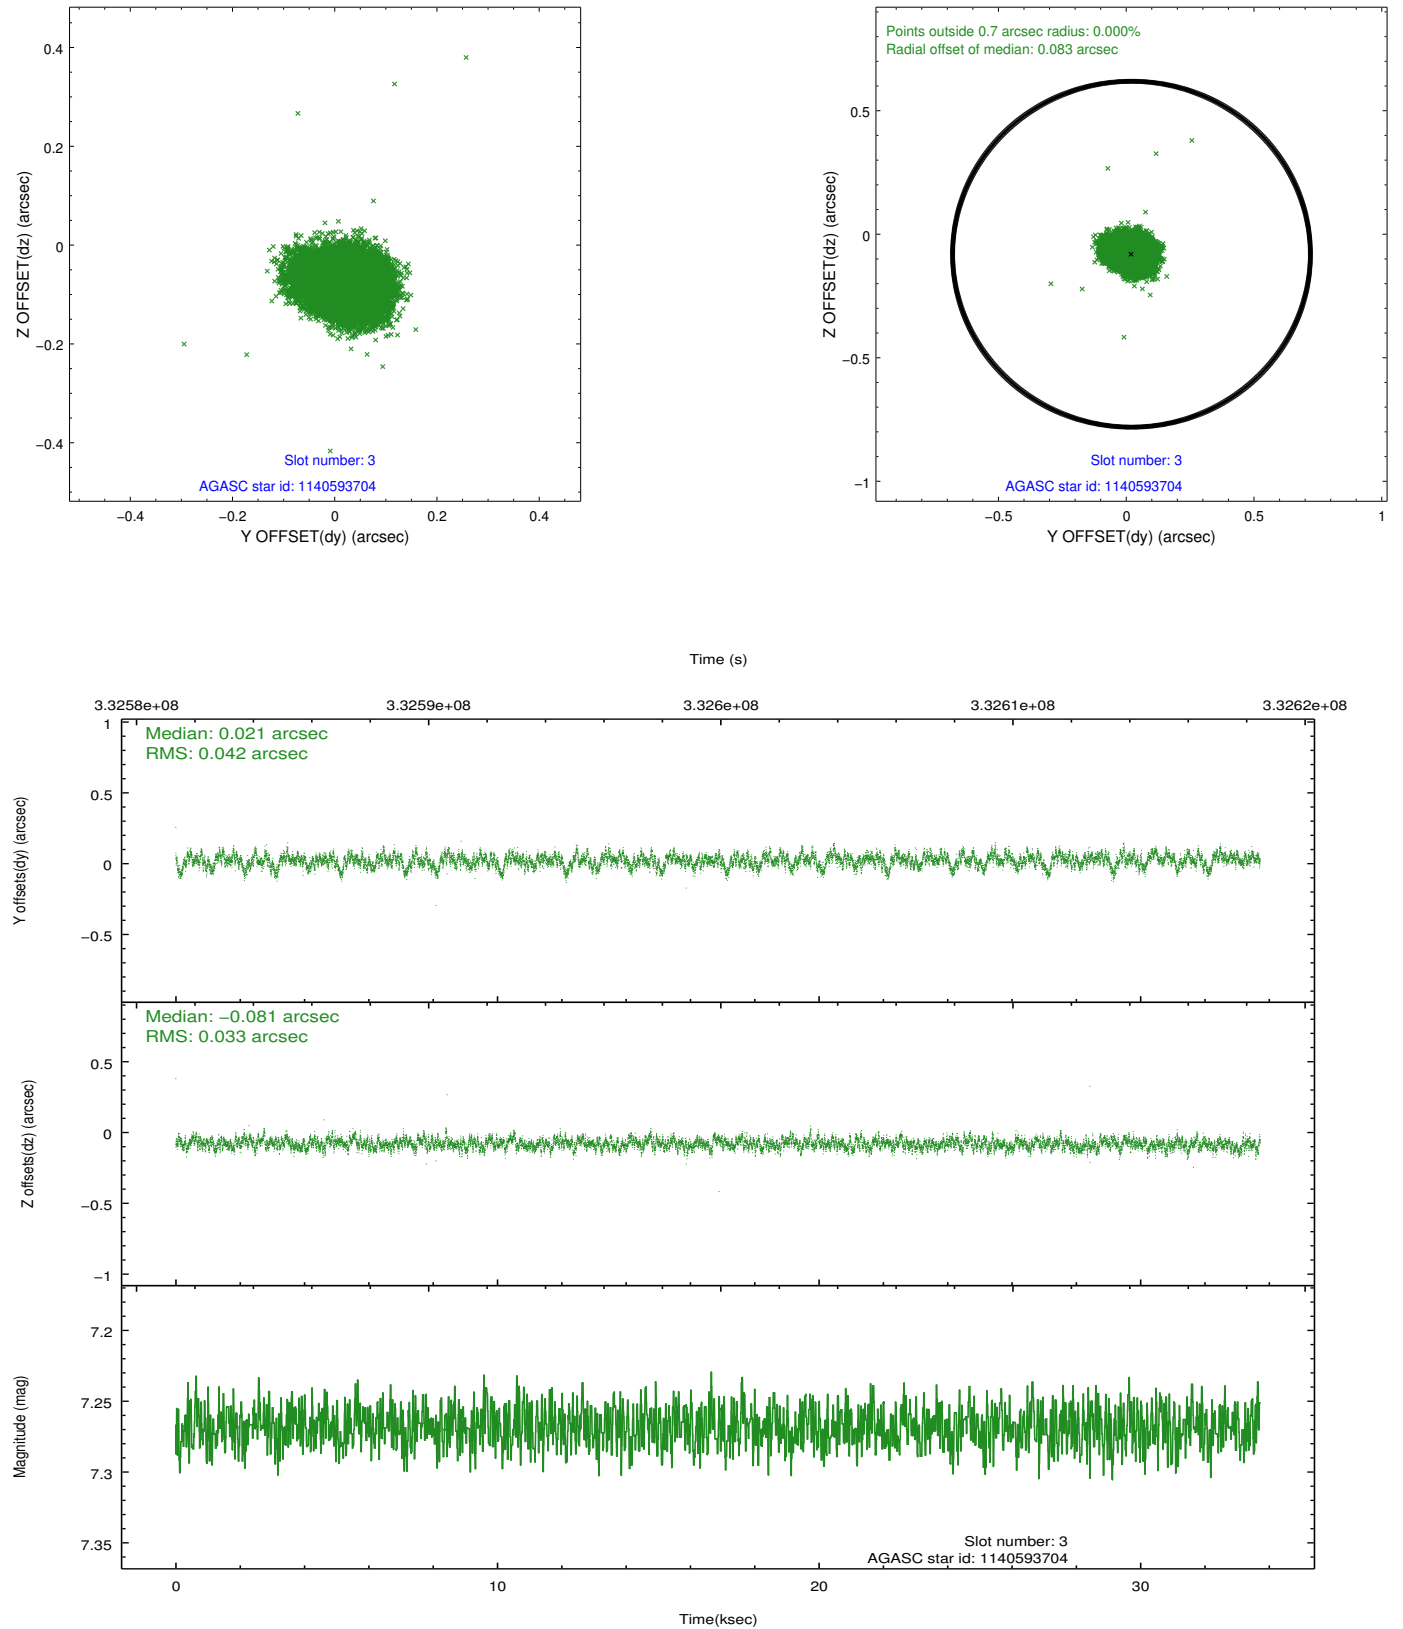 0.4
0.2
0
−0.2
−0.4
Z OFFSET(dz) (arcsec)
Slot number: 3
AGASC star id: 1140593704
−0.4
−0.2
0
0.2
0.4
Y OFFSET(dy) (arcsec)
Points outside 0.7 arcsec radius: 0.000%
Radial offset of median: 0.083 arcsec
0.5
0
−0.5
−1
Z OFFSET(dz) (arcsec)
Slot number: 3
AGASC star id: 1140593704
−0.5
0
0.5
1
Y OFFSET(dy) (arcsec)
Time (s)
3.3258e+08
3.3259e+08
3.326e+08
3.3261e+08
3.3262e+08
Median: 0.021 arcsec
RMS: 0.042 arcsec
1
0.5
0
−0.5
Y offsets(dy) (arcsec)
Median: −0.081 arcsec
RMS: 0.033 arcsec
0.5
0
−0.5
−1
Z offsets(dz) (arcsec)
7.2
7.25
7.3
7.35
Magnitude (mag)
Slot number: 3
AGASC star id: 1140593704
0
10
20
30
Time(ksec)